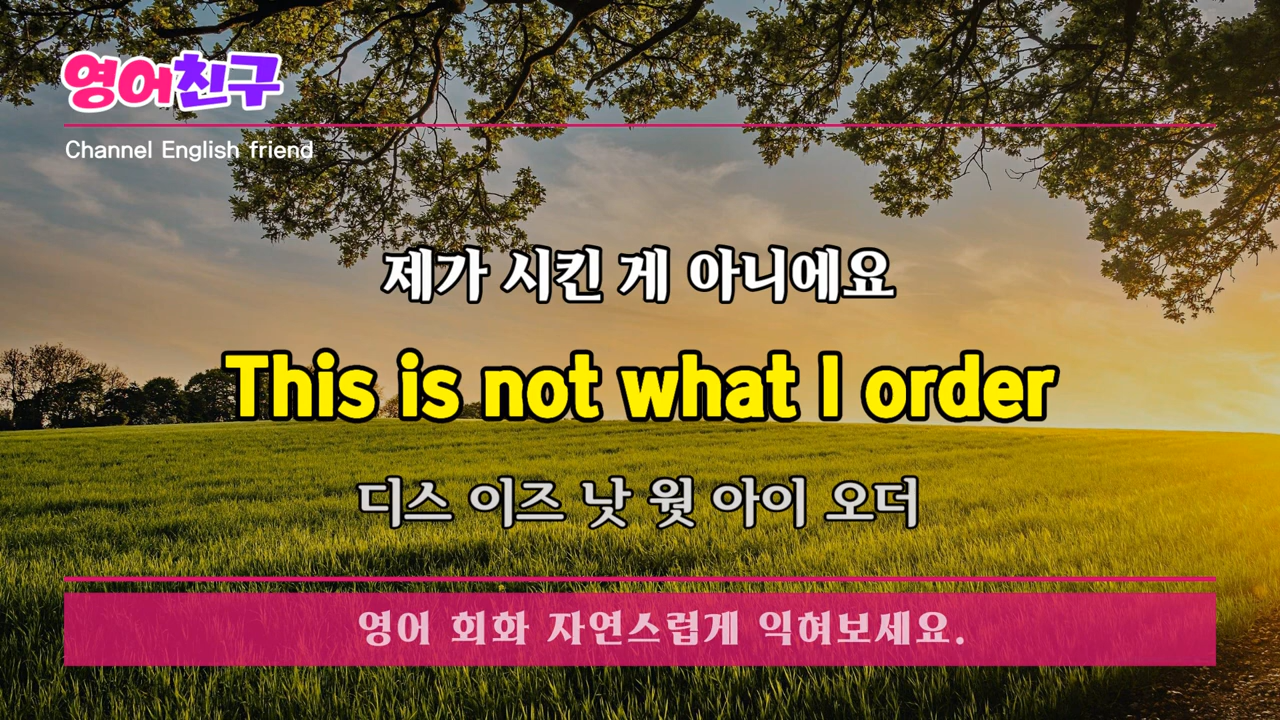 영어친구
Channel English friend
제가 시킨 게 아니에요
This is not what I order
디스 이즈 낫 웟 아이 오더
영어 회화 자연스럽게 익혀보세요.